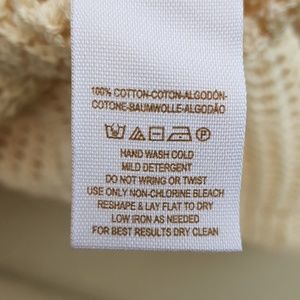 100% COTTON-COTON-ALGODÓN-
COTONE-BAUMWOLLE-ALGODÃO
P
HAND WASH COLD
MILD DETERGENT
DO NOT WRING OR TWIST
USE ONLY NON-CHLORINE BLEACH
RESHAPE & LAY FLAT TO DRY
LOW IRON AS NEEDED
FOR BEST RESULTS DRY CLEAN